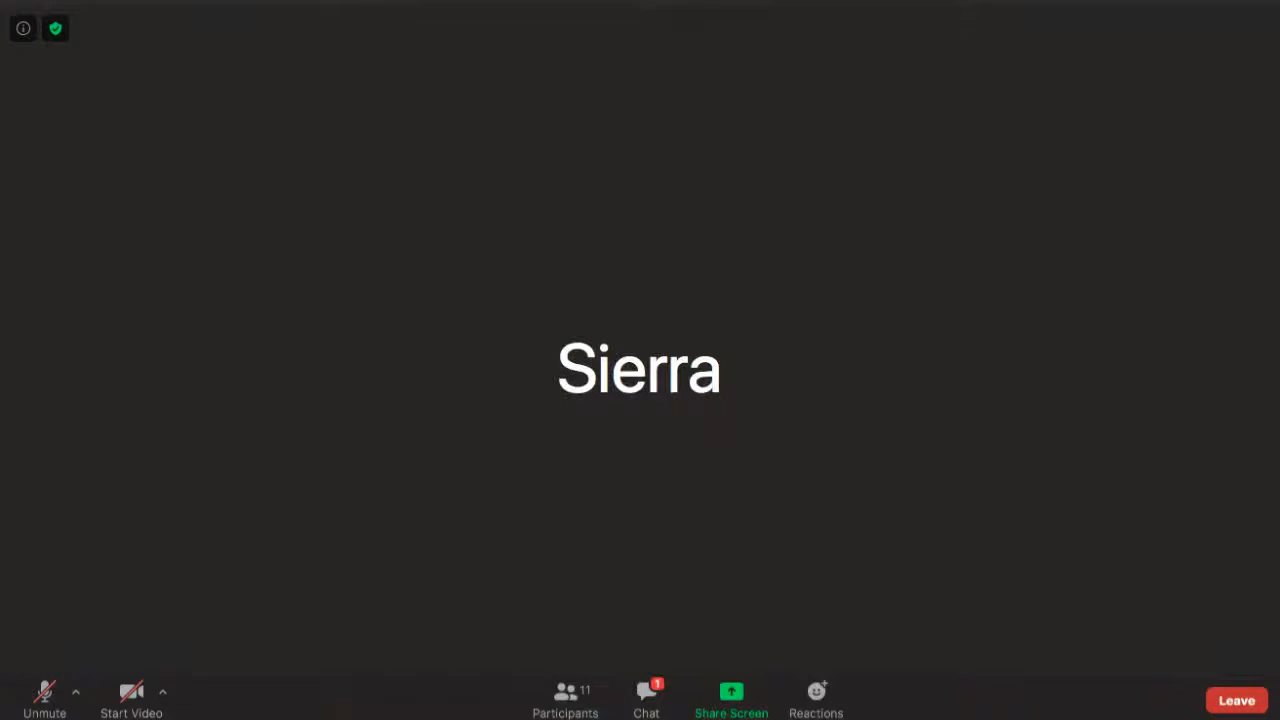 Sierra
11
1
Unmute
Start Video
Participants
Chat
Share Screen
Reactions
Leave